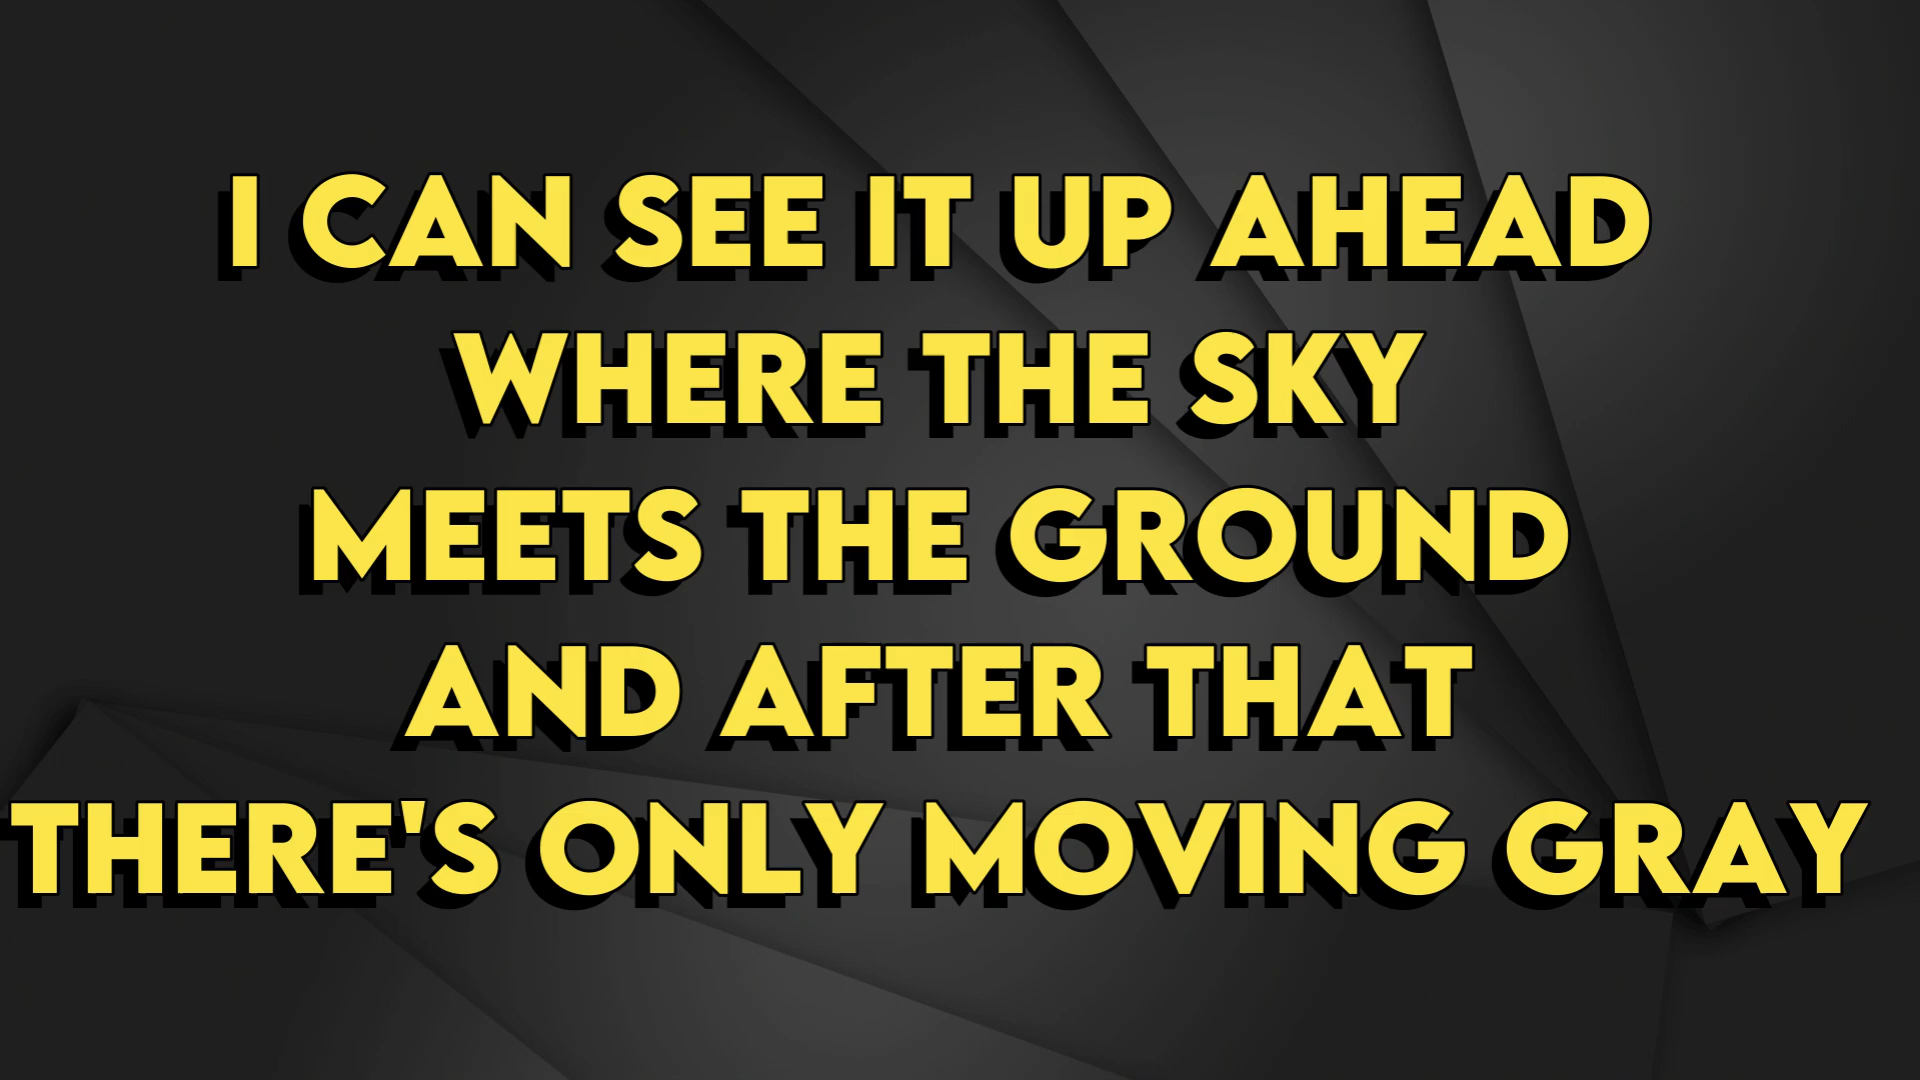 I CAN SEE IT UP AHEAD
WHERE THE SKY
MEETS THE GROUND
AND AFTER THAT
THERE'S ONLY MOVING GRAY